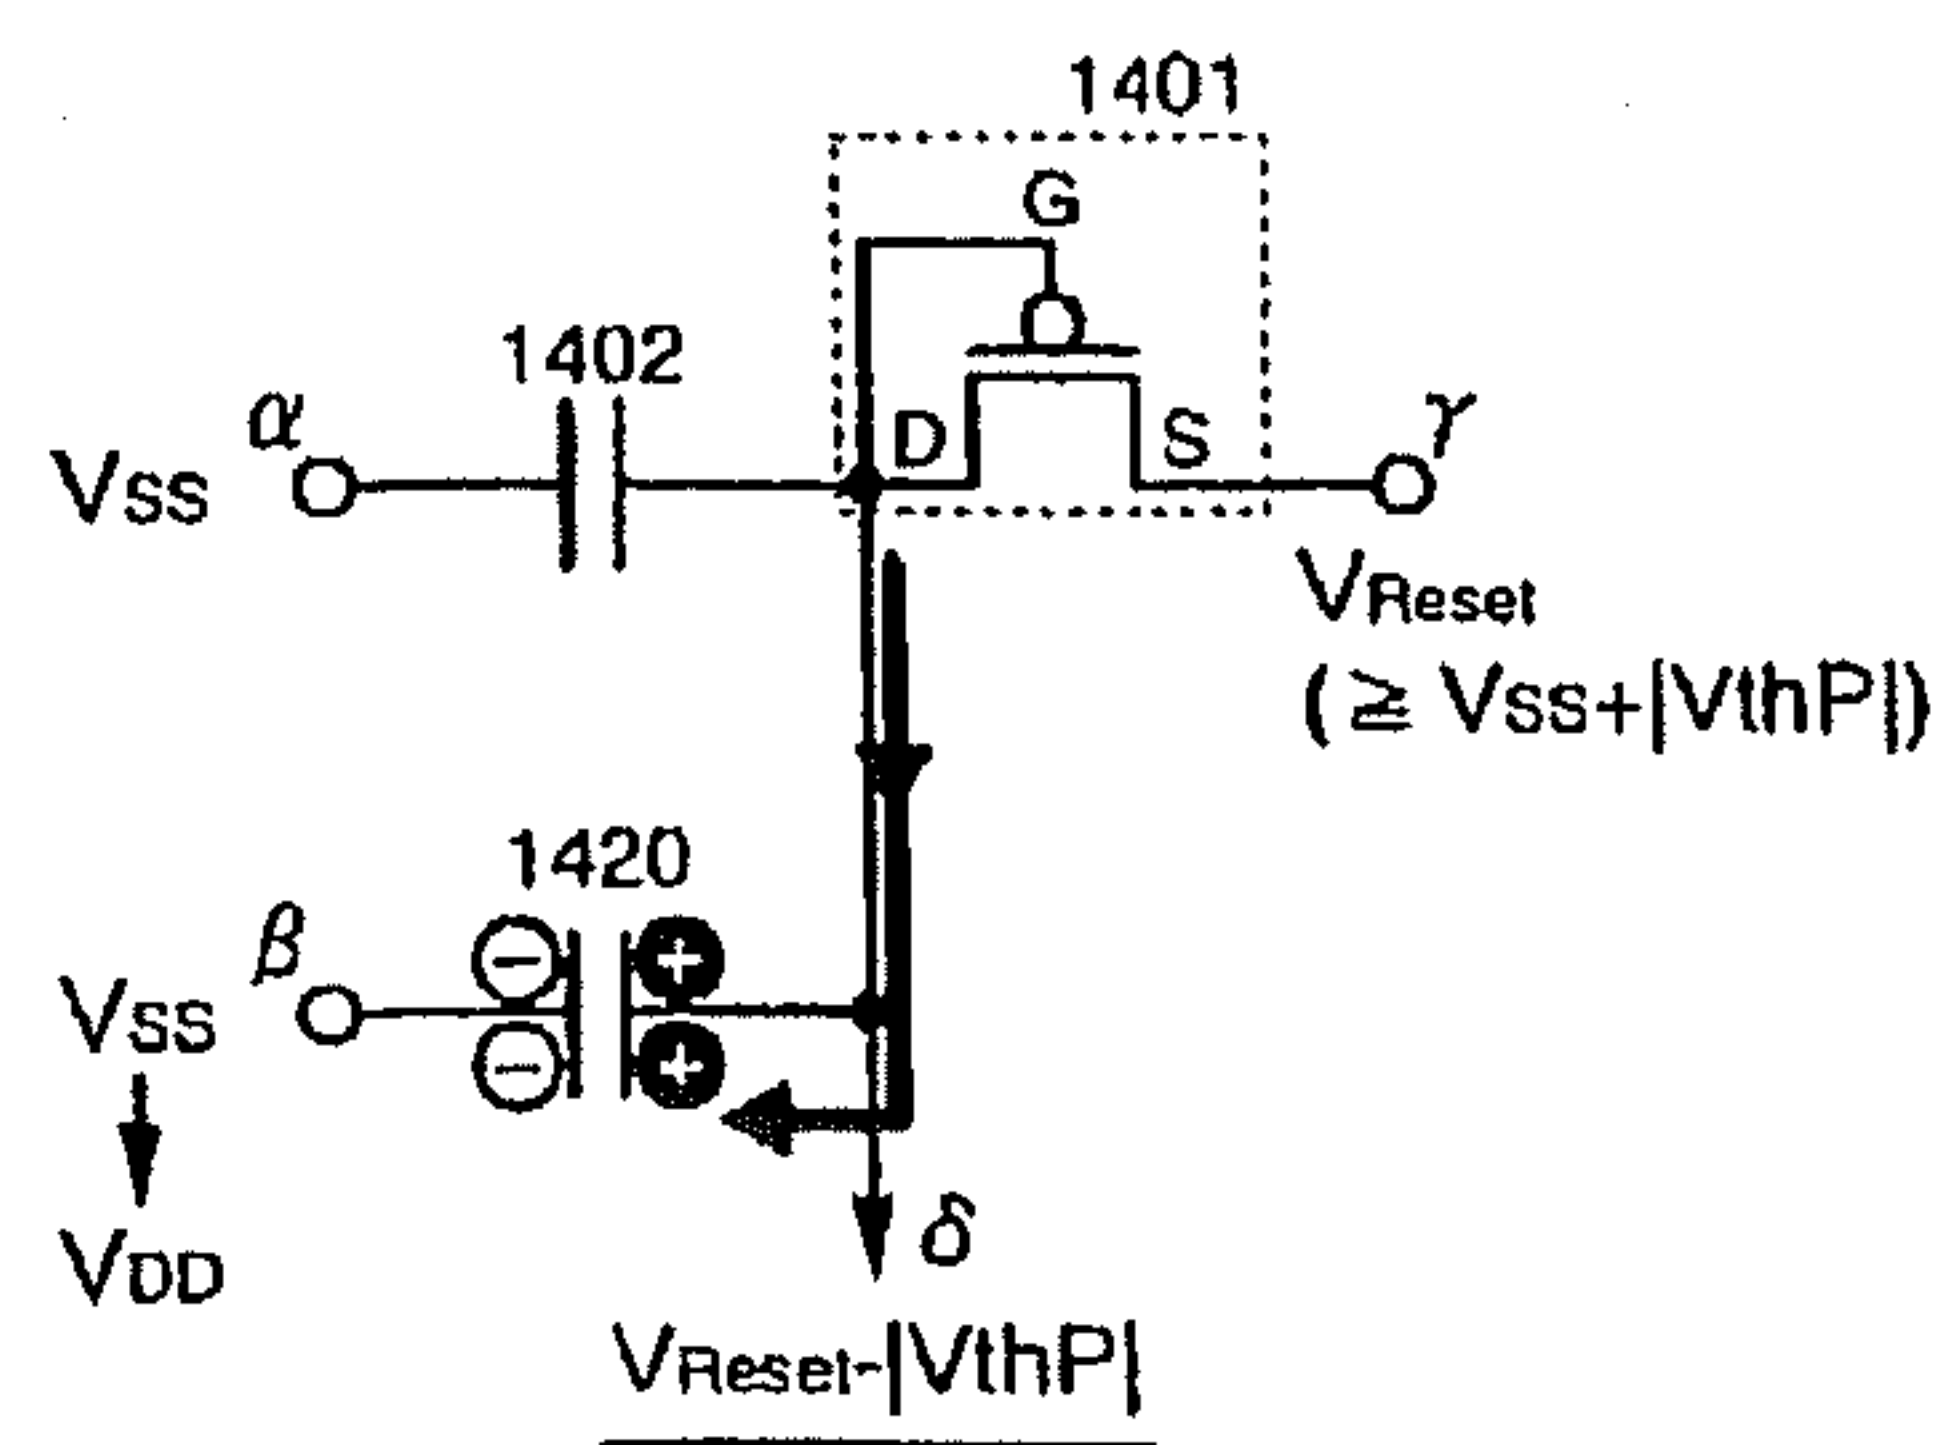 1401
G
1402
α
D
S
γ
VSS
VReset
(≧ VSS+|VthP|)
1420
β
− +
VSS
− +
VDD
δ
VReset-|VthP|